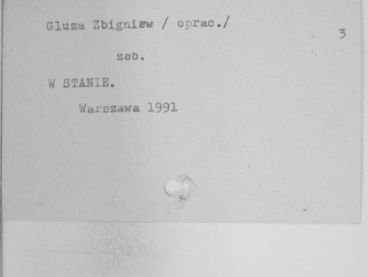 Gluza Zbigniew / oprac./
3
zob.
W STANIE.
Warszawa 1991